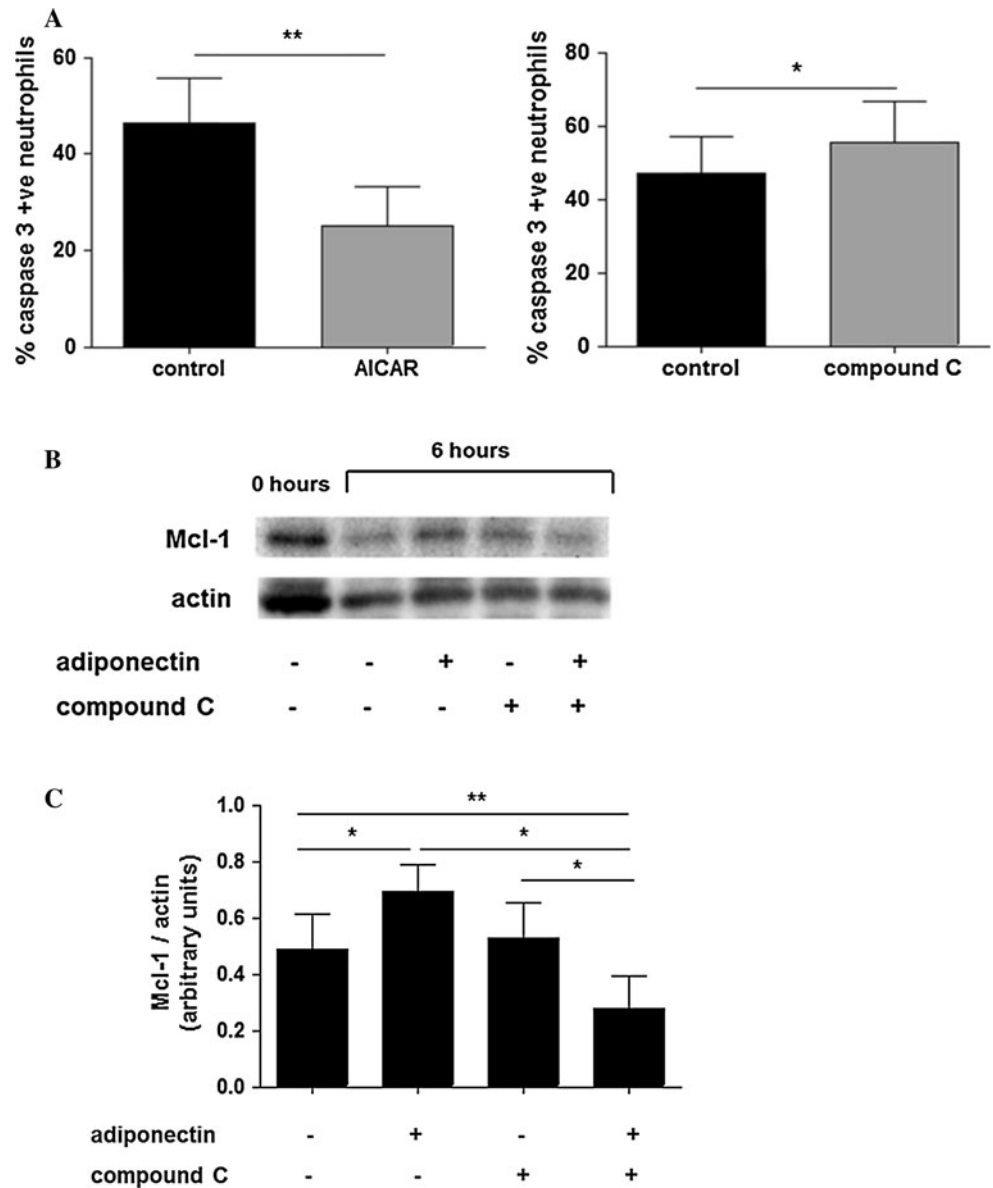 A
% caspase 3 +ve neutrophils
60
40
20
0
**
control
AICAR
% caspase 3 +ve neutrophils
80
60
40
20
0
*
control
compound C
B
6 hours
0 hours
Mcl-1
actin
adiponectin - - + - +
compound C - - - + +
C
Mcl-1 / actin
(arbitrary units)
1.0
0.8
0.6
0.4
0.2
0.0
**
* *
*
adiponectin - + - +
compound C - - + +